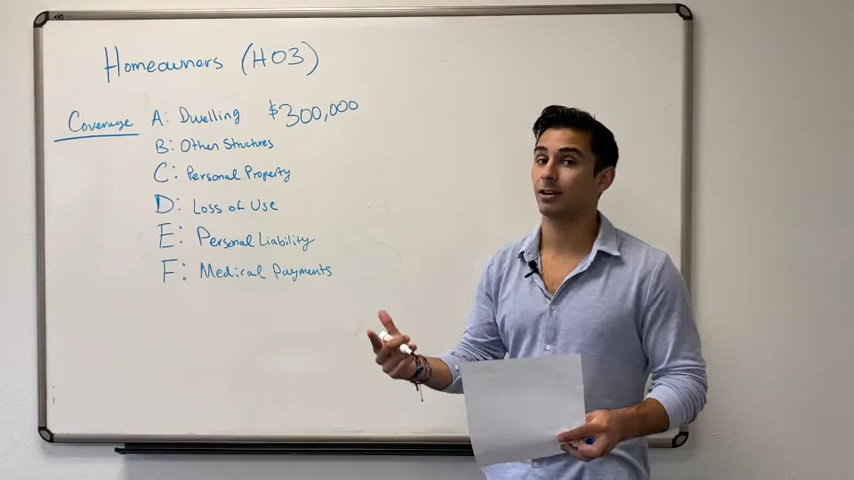 Homeowners (HO3)
Coverage A: Dwelling $300,000
B: Other Structures
C: Personal Property
D: Loss of Use
E: Personal Liability
F: Medical Payments